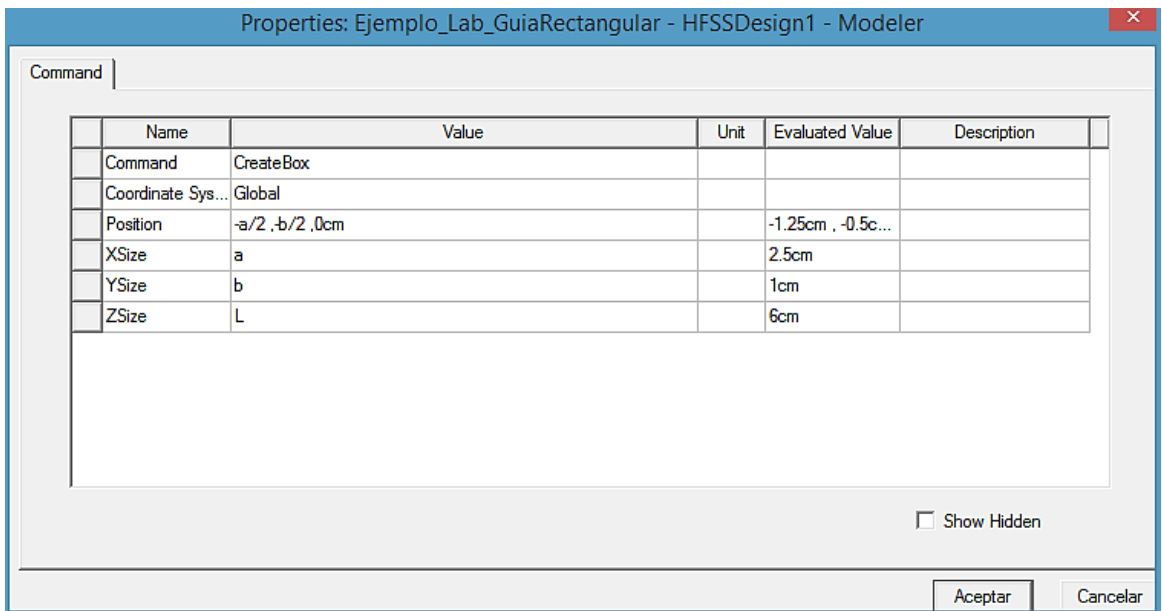 Properties: Ejemplo_Lab_GuiaRectangular - HFSSDesign1 - Modeler
Command
Name Value Unit Evaluated Value Description
Command CreateBox
Coordinate Sys... Global
Position -a/2 ,-b/2 ,0cm -1.25cm , -0.5c...
XSize a 2.5cm
YSize b 1cm
ZSize L 6cm
Show Hidden
Aceptar Cancelar